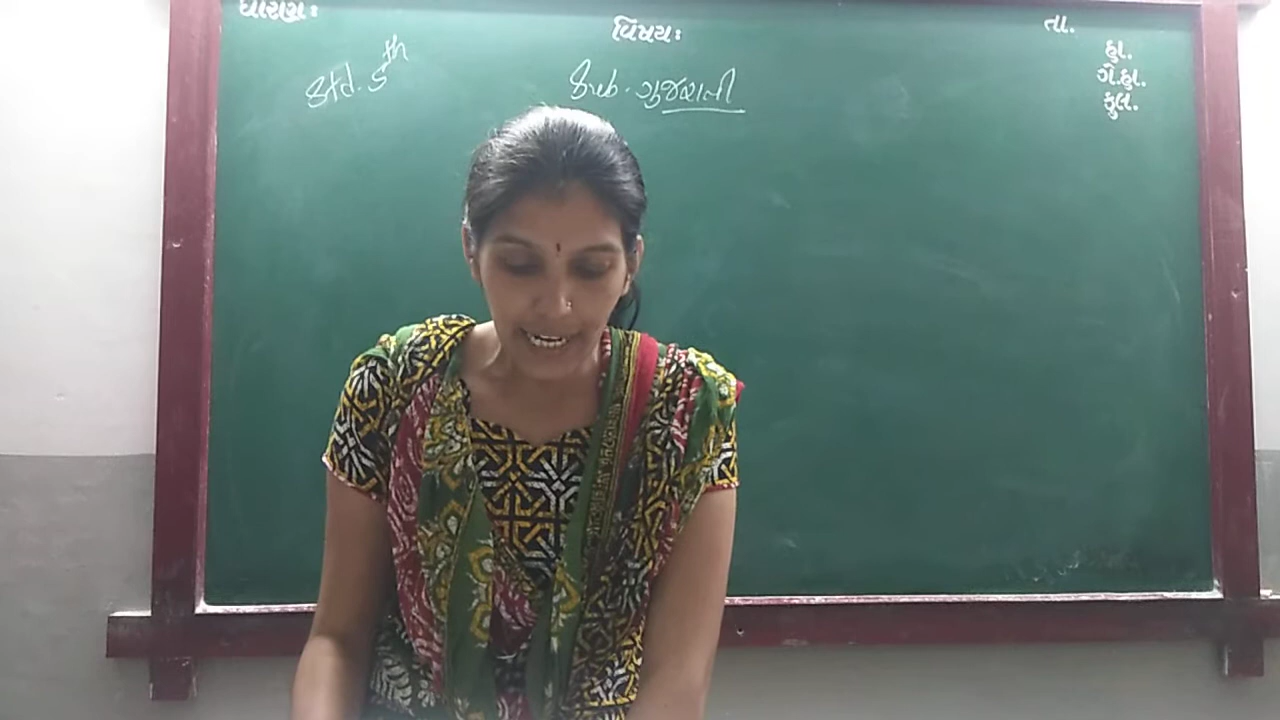 ધોરણ:
વિષય:
તા.
હા.
ગે.હા.
કુલ.
Std. 5th
Sub. ગુજરાતી